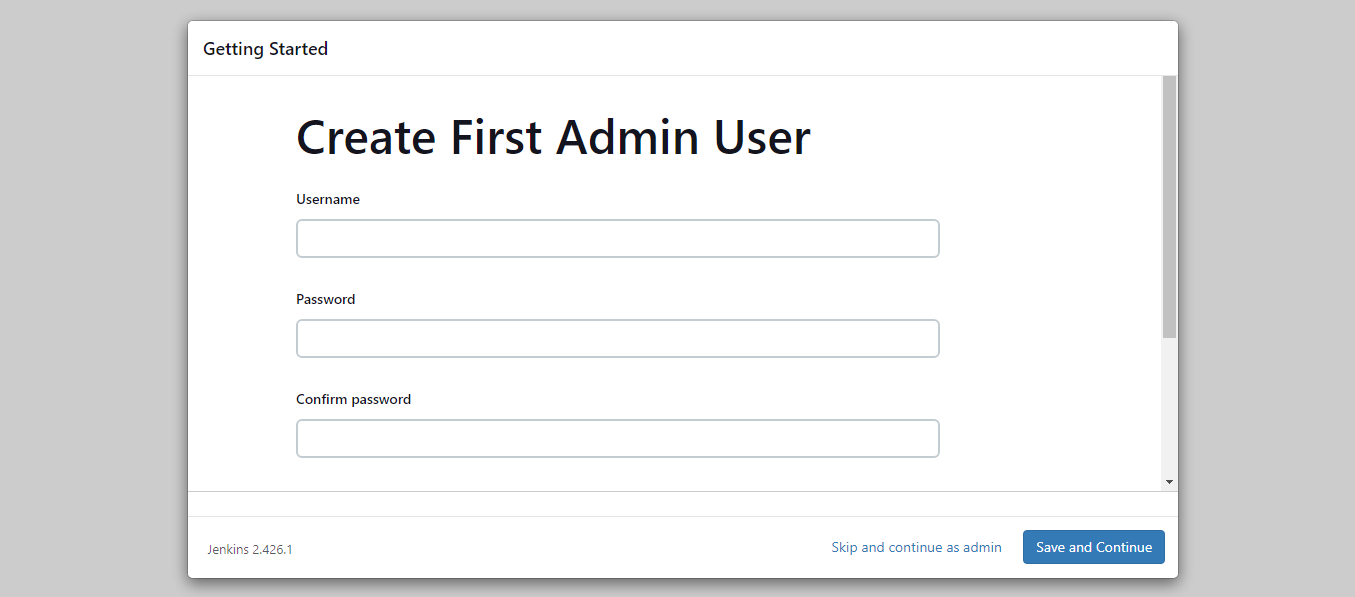 Getting Started
Create First Admin User
Username
Password
Confirm password
Jenkins 2.426.1
Skip and continue as admin
Save and Continue